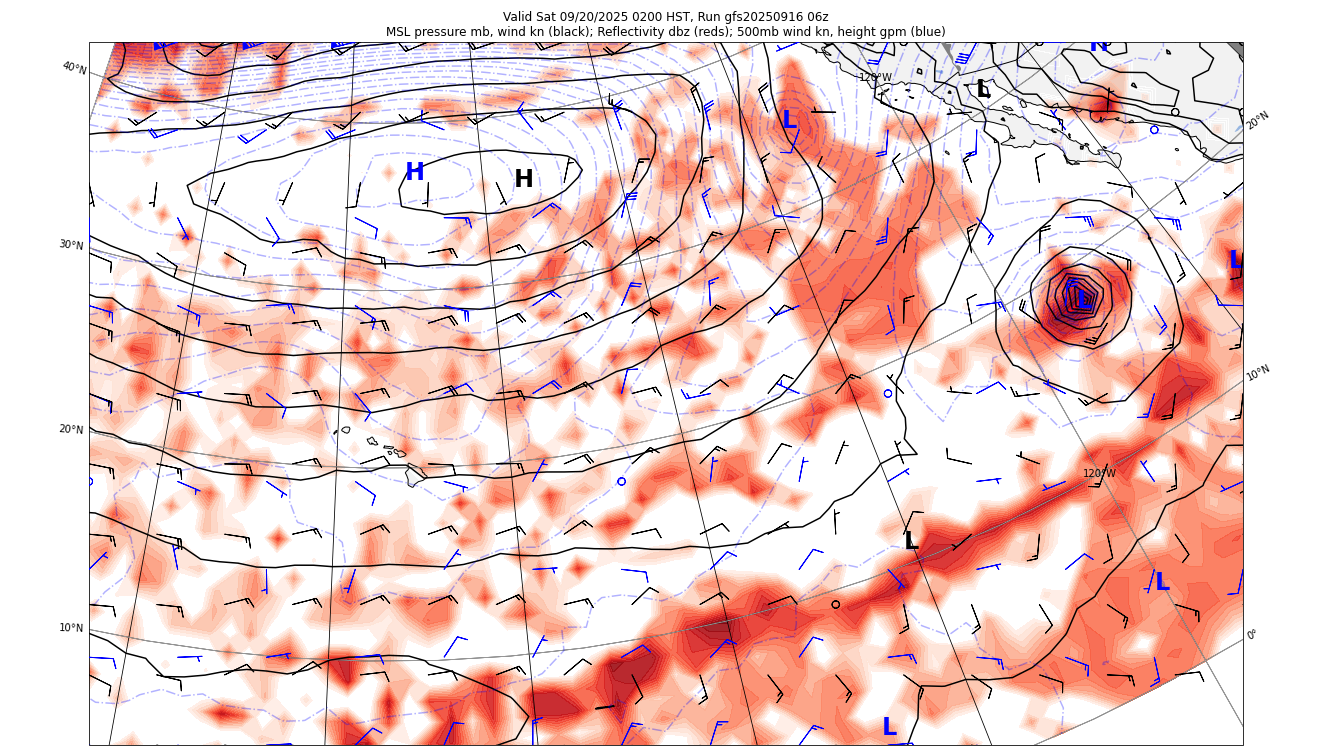 Valid Sat 09/20/2025 0200 HST, Run gfs20250916 06z
MSL pressure mb, wind kn (black); Reflectivity dbz (reds); 500mb wind kn, height gpm (blue)
H
40°N
120°W
L
L
20°N
H
H
30°N
L
L
10°N
20°N
120°W
L
L
10°N
0°
L